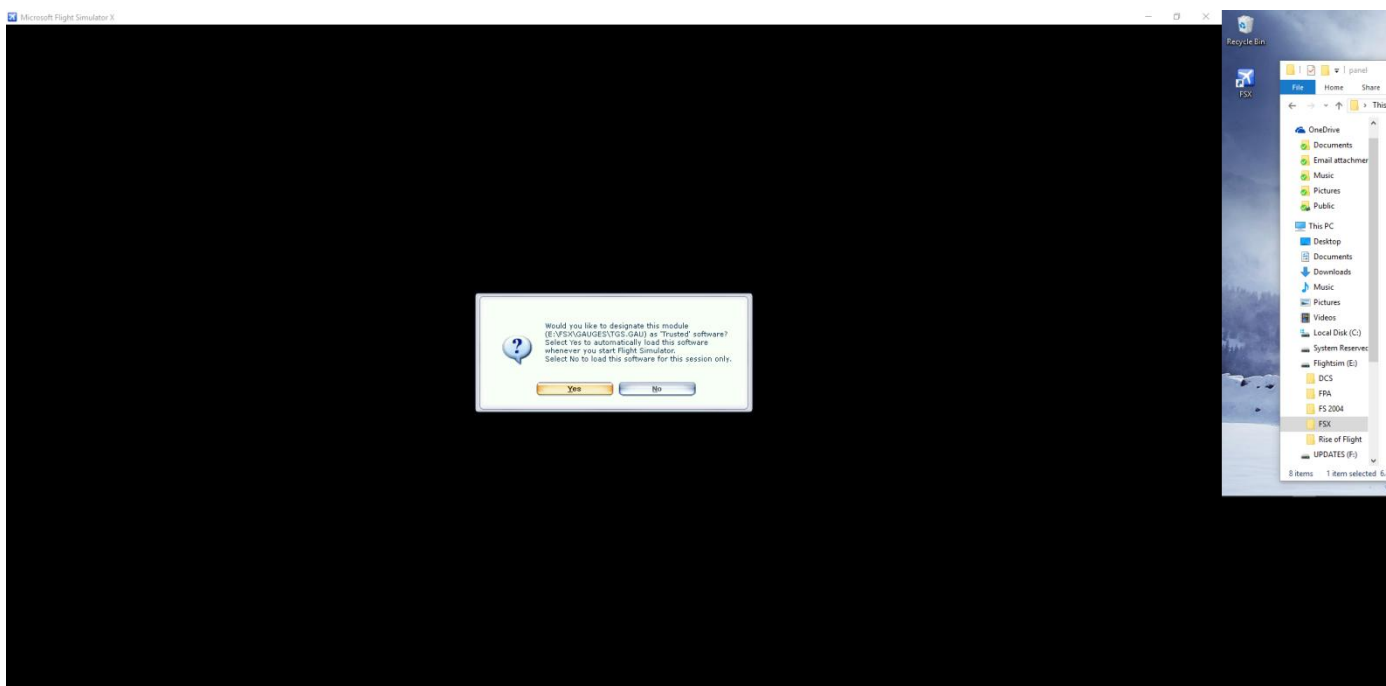 Microsoft Flight Simulator X
Would you like to designate this module
(E:\FSX\GAUGES\TGS.GAU) as 'Trusted' software?
Select Yes to automatically load this software
whenever you start Flight Simulator.
Select No to load this software for this session only.
Yes
No
Recycle Bin
FSX
panel
File Home Share
This
OneDrive
Documents
Email attachmen
Music
Pictures
Public
This PC
Desktop
Documents
Downloads
Music
Pictures
Videos
Local Disk (C:)
System Reserved
Flightsim (E:)
DCS
FPA
FS 2004
FSX
Rise of Flight
UPDATES (F:)
8 items 1 item selected 6.